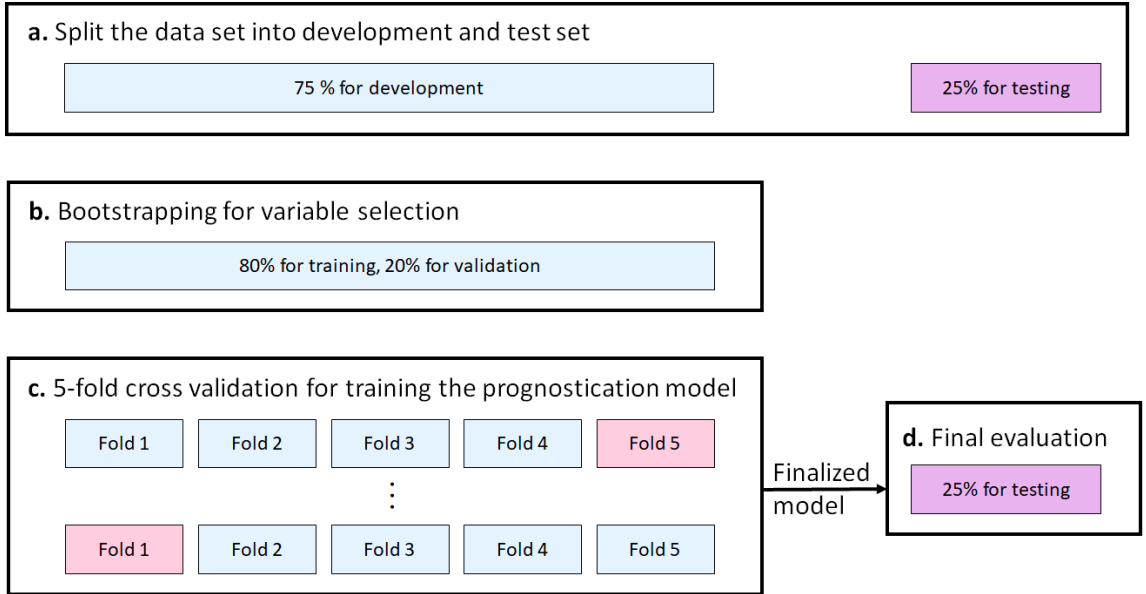 a. Split the data set into development and test set
75 % for development
25% for testing
b. Bootstrapping for variable selection
80% for training, 20% for validation
c. 5-fold cross validation for training the prognostication model
Fold 1
Fold 2
Fold 3
Fold 4
Fold 5
Fold 1
Fold 2
Fold 3
Fold 4
Fold 5
Finalized
model
d. Final evaluation
25% for testing